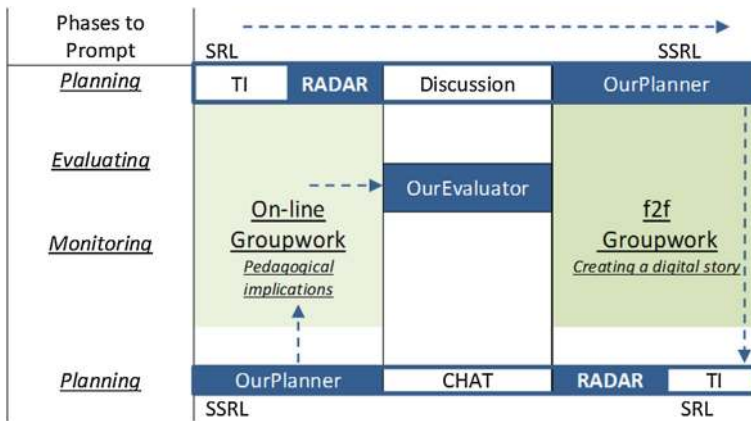 Phases to
Prompt
SRL
SSRL
Planning
TI
RADAR
Discussion
OurPlanner
Evaluating
OurEvaluator
Monitoring
On-line
Groupwork
Pedagogical
implications
f2f
Groupwork
Creating a digital story
Planning
OurPlanner
CHAT
RADAR
TI
SSRL
SRL